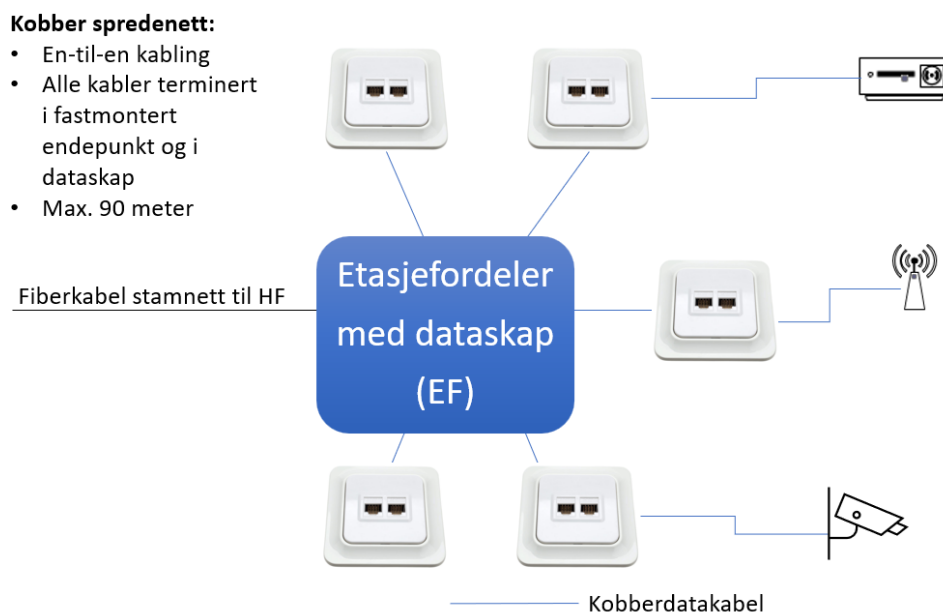 Kobber spredenett:
• En-til-en kabling
• Alle kabler terminert
i fastmontert
endepunkt og i
dataskap
• Max. 90 meter
Fiberkabel stamnett til HF
Etasjefordeler
med dataskap
(EF)
Kobberdatakabel